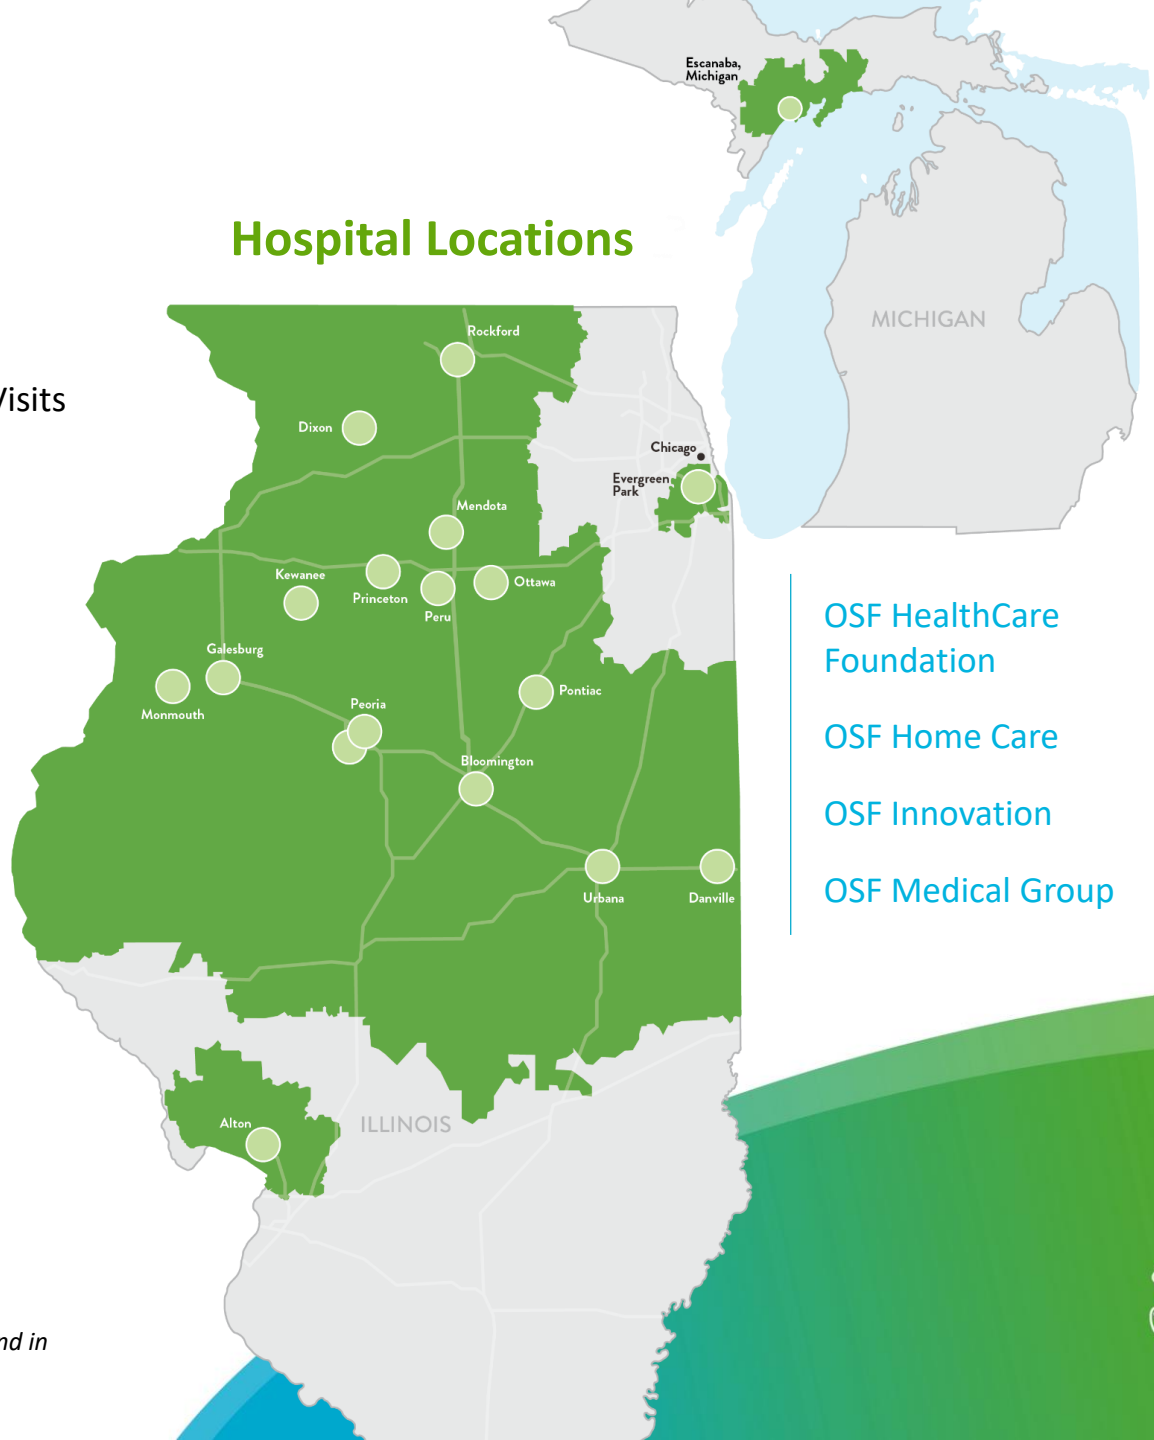 Escanaba,
Michigan
Hospital Locations
MICHIGAN
Rockford
Visits
Dixon
Chicago
Evergreen
Park
Mendota
Kewanee
Princeton
Peru
Ottawa
OSF HealthCare
Foundation
Galesburg
Monmouth
Pontiac
Peoria
OSF Home Care
Bloomington
OSF Innovation
Urbana
Danville
OSF Medical Group
Alton
ILLINOIS
in